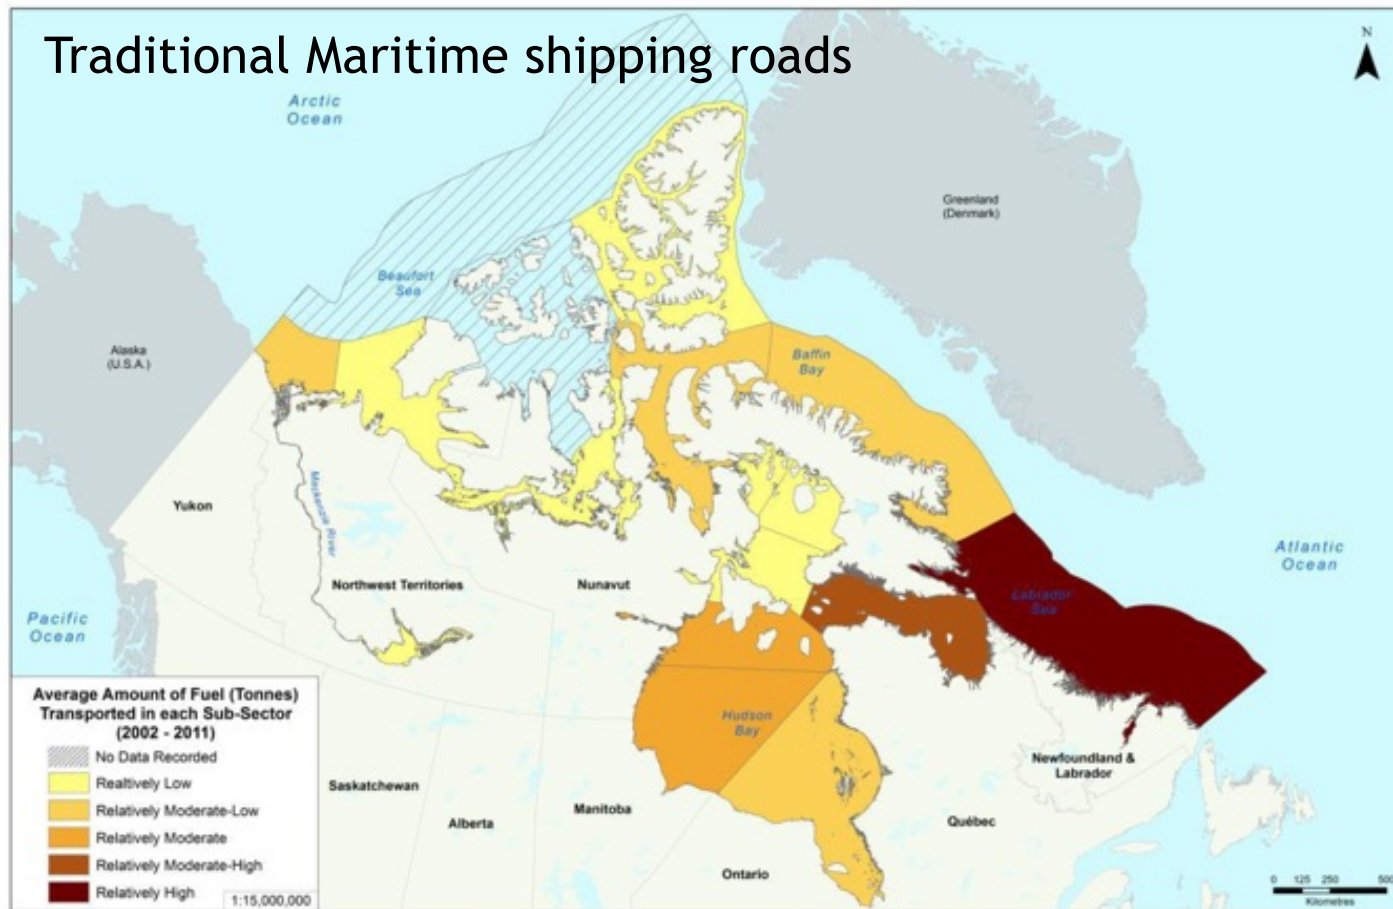 Traditional Maritime shipping roads
N
Arctic
Ocean
Greenland
(Denmark)
Beaufort
Sea
Alaska
(U.S.A.)
Baffin
Bay
Yukon
Mackenzie River
Northwest Territories
Nunavut
Atlantic
Ocean
Labrador
Sea
Pacific
Ocean
Hudson
Bay
Newfoundland &
Labrador
Saskatchewan
Alberta
Manitoba
Québec
Ontario
Average Amount of Fuel (Tonnes)
Transported in each Sub-Sector
(2002 - 2011)
No Data Recorded
Realtively Low
Relatively Moderate-Low
Relatively Moderate
Relatively Moderate-High
Relatively High
1:15,000,000
0 125 250 500
Kilometres